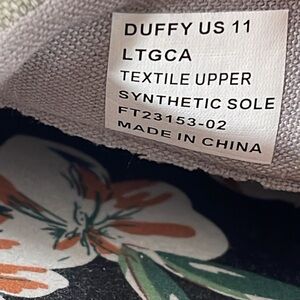 DUFFY US 11
LTGCA
TEXTILE UPPER
SYNTHETIC SOLE
FT23153-02
MADE IN CHINA